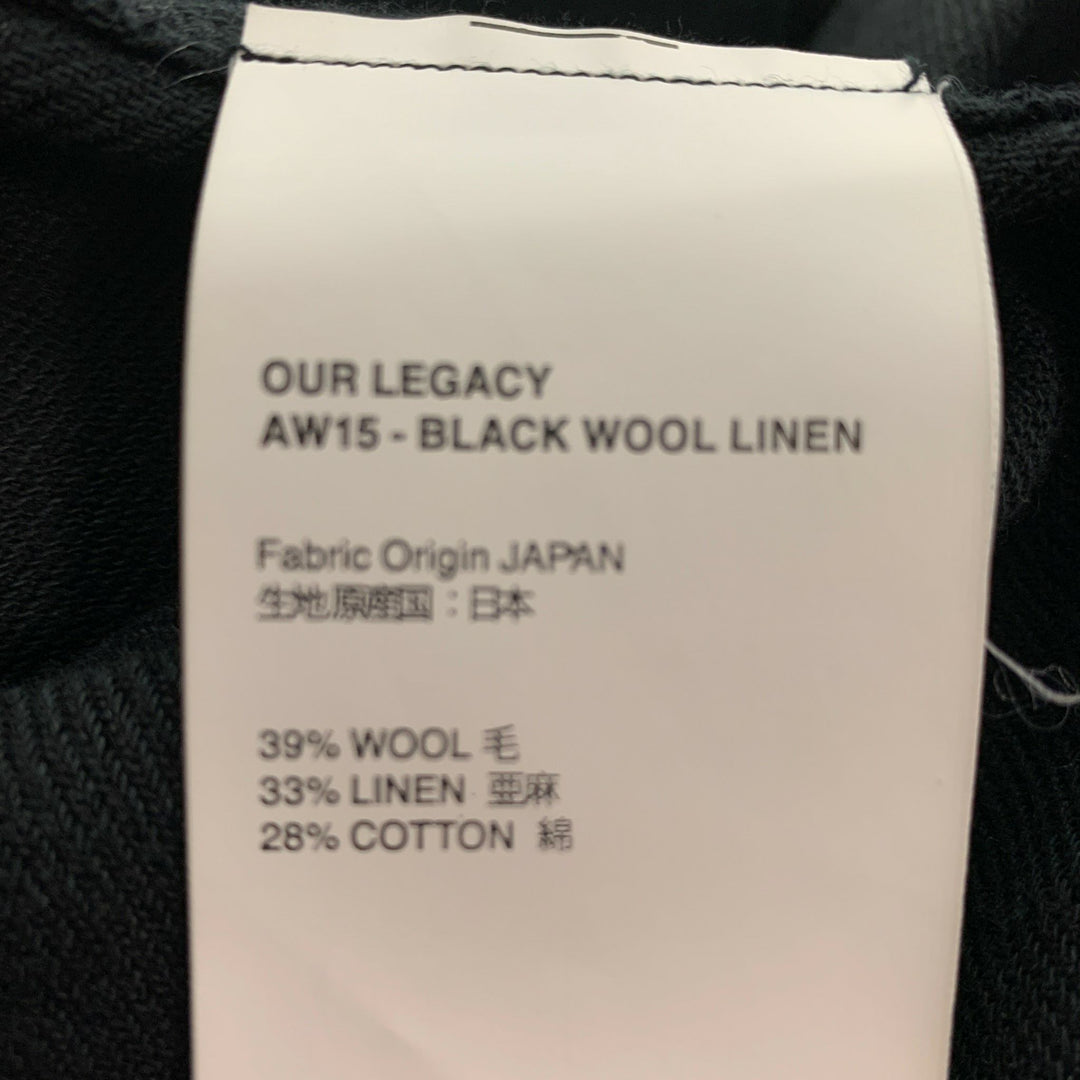 OUR LEGACY
AW15 - BLACK WOOL LINEN
Fabric Origin JAPAN
生地原産国：日本
39% WOOL 毛
33% LINEN 亜麻
28% COTTON 綿